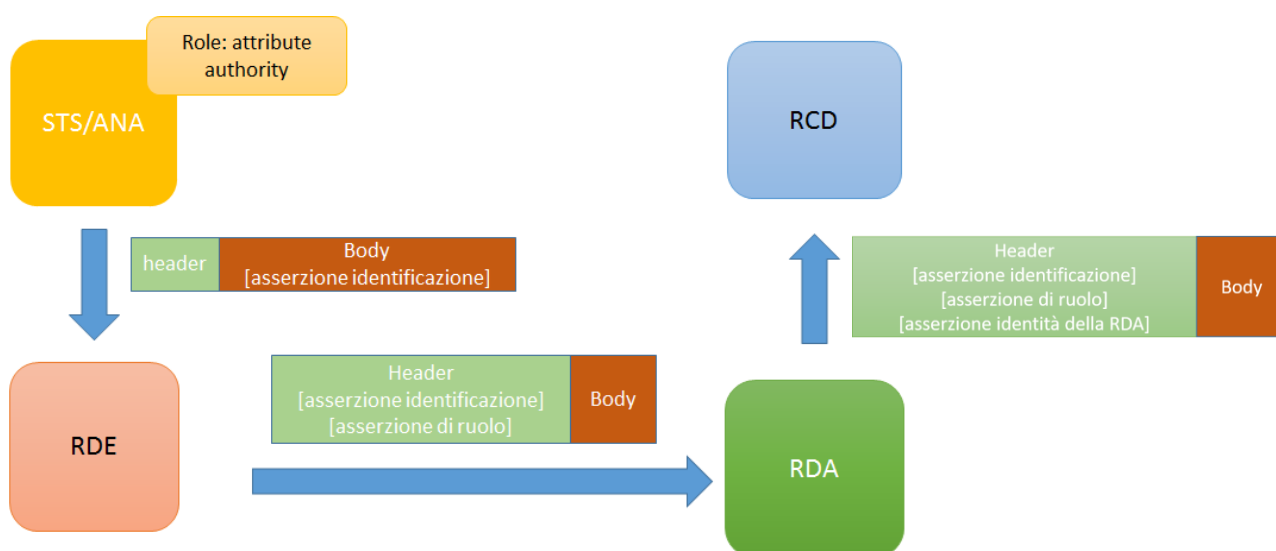 Role: attribute
authority
STS/ANA
RCD
header
Body
[asserzione identificazione]
Header
[asserzione identificazione]
[asserzione di ruolo]
[asserzione identità della RDA]
Body
Header
[asserzione identificazione]
[asserzione di ruolo]
Body
RDE
RDA